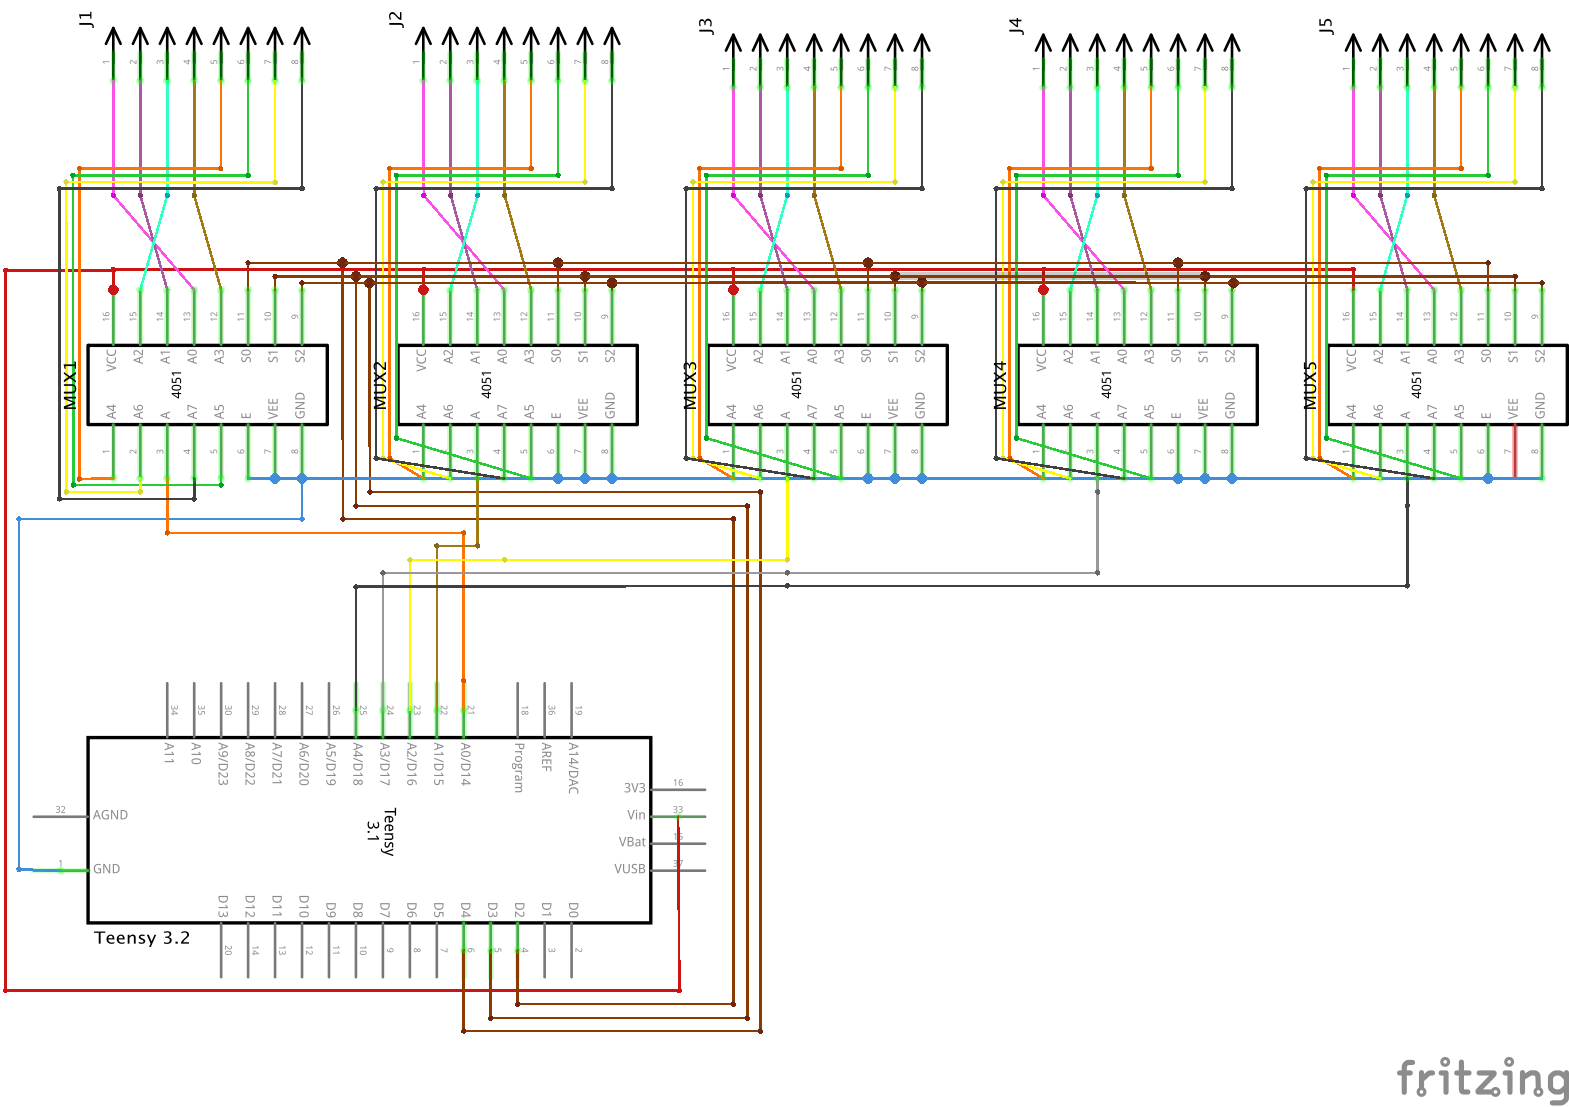 J1
J2
J3
J4
J5
1 2 3 4 5 6 7 8
1 2 3 4 5 6 7 8
1 2 3 4 5 6 7 8
1 2 3 4 5 6 7 8
1 2 3 4 5 6 7 8
16 15 14 13 12 11 10 9
VCC A2 A1 A0 A3 S0 S1 S2
MUX1
4051
A4 A6 A A7 A5 E VEE GND
1 2 3 4 5 6 7 8
16 15 14 13 12 11 10 9
VCC A2 A1 A0 A3 S0 S1 S2
MUX2
4051
A4 A6 A A7 A5 E VEE GND
1 2 3 4 5 6 7 8
16 15 14 13 12 11 10 9
VCC A2 A1 A0 A3 S0 S1 S2
MUX3
4051
A4 A6 A A7 A5 E VEE GND
1 2 3 4 5 6 7 8
16 15 14 13 12 11 10 9
VCC A2 A1 A0 A3 S0 S1 S2
MUX4
4051
A4 A6 A A7 A5 E VEE GND
1 2 3 4 5 6 7 8
16 15 14 13 12 11 10 9
VCC A2 A1 A0 A3 S0 S1 S2
MUX5
4051
A4 A6 A A7 A5 E VEE GND
1 2 3 4 5 6 7 8
34 35 30 29 28 27 26 25 24 23 22 21 18 36 19
A11 A10 A9/D23 A8/D22 A7/D21 A6/D20 A5/D19 A4/D18 A3/D17 A2/D16 A1/D15 A0/D14 Program AREF A14/DAC
3V3 16
32 AGND
Teensy
3.1
Vin 33
VBat
1 GND
VUSB 37
D13 D12 D11 D10 D9 D8 D7 D6 D5 D4 D3 D2 D1 D0
20 14 13 12 11 10 9 8 7 6 5 4 3 2
Teensy 3.2
fritzing